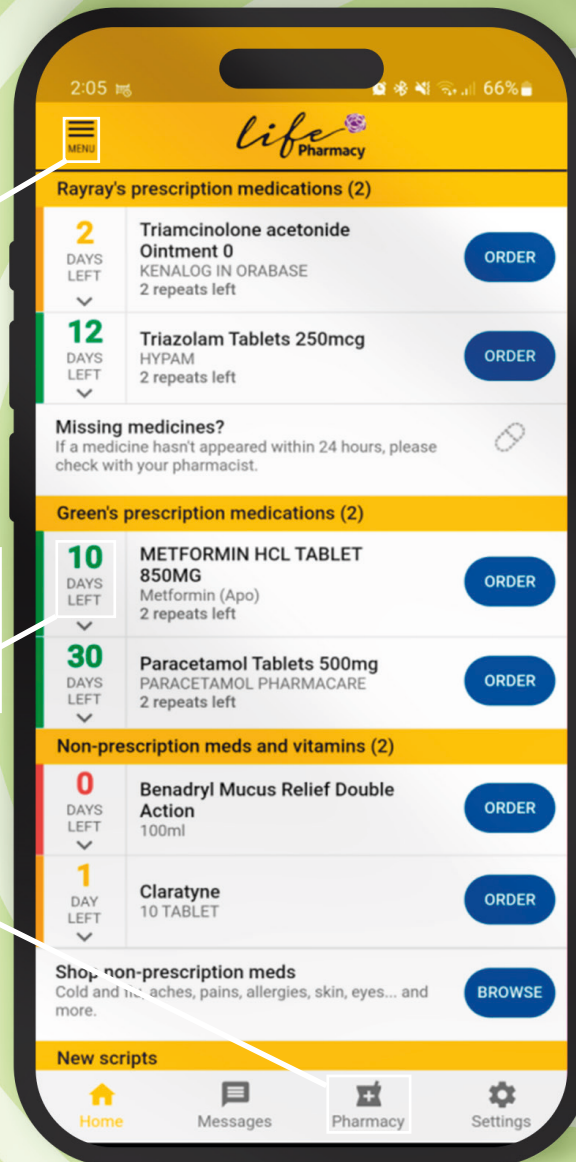 2:05
66%
MENU
life
Pharmacy
Rayray's prescription medications (2)
2
DAYS
LEFT
Triamcinolone acetonide
Ointment 0
KENALOG IN ORABASE
2 repeats left
ORDER
12
DAYS
LEFT
Triazolam Tablets 250mcg
HYPAM
2 repeats left
ORDER
Missing medicines?
If a medicine hasn't appeared within 24 hours, please
check with your pharmacist.
Green's prescription medications (2)
10
DAYS
LEFT
METFORMIN HCL TABLET
850MG
Metformin (Apo)
2 repeats left
ORDER
30
DAYS
LEFT
Paracetamol Tablets 500mg
PARACETAMOL PHARMACARE
2 repeats left
ORDER
Non-prescription meds and vitamins (2)
0
DAYS
LEFT
Benadryl Mucus Relief Double
Action
100ml
ORDER
1
DAY
LEFT
Claratyne
10 TABLET
ORDER
Shop non-prescription meds
Cold and flu, aches, pains, allergies, skin, eyes... and
more.
BROWSE
New scripts
Home
Messages
Pharmacy
Settings